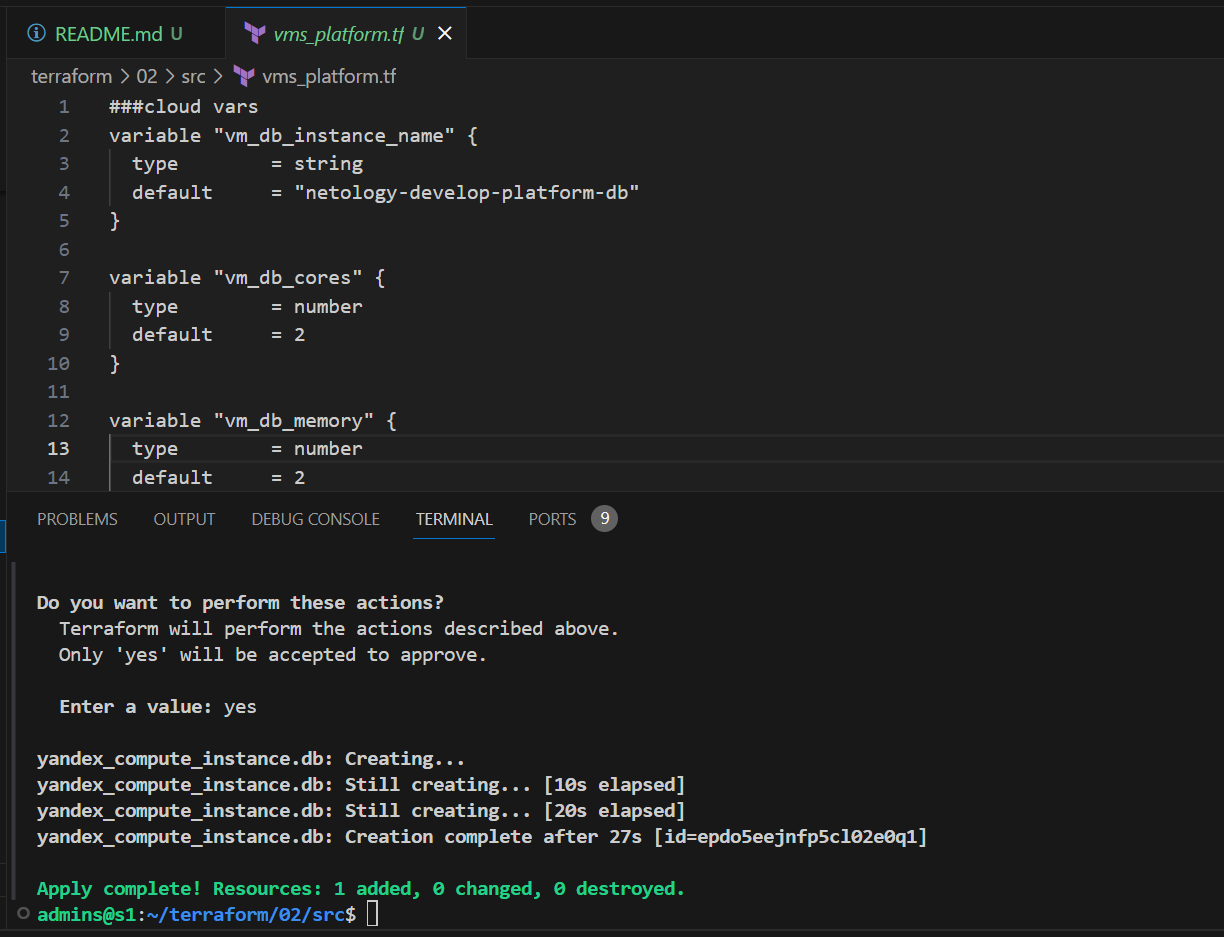 README.md U
vms_platform.tf U
terraform > 02 > src > vms_platform.tf
1 ###cloud vars
2 variable "vm_db_instance_name" {
3 type = string
4 default = "netology-develop-platform-db"
5 }
6
7 variable "vm_db_cores" {
8 type = number
9 default = 2
10 }
11
12 variable "vm_db_memory" {
13 type = number
14 default = 2
PROBLEMS OUTPUT DEBUG CONSOLE TERMINAL PORTS 9
Do you want to perform these actions?
Terraform will perform the actions described above.
Only 'yes' will be accepted to approve.
Enter a value: yes
yandex_compute_instance.db: Creating...
yandex_compute_instance.db: Still creating... [10s elapsed]
yandex_compute_instance.db: Still creating... [20s elapsed]
yandex_compute_instance.db: Creation complete after 27s [id=epdo5eejnfp5cl02e0q1]
Apply complete! Resources: 1 added, 0 changed, 0 destroyed.
admins@s1:~/terraform/02/src$